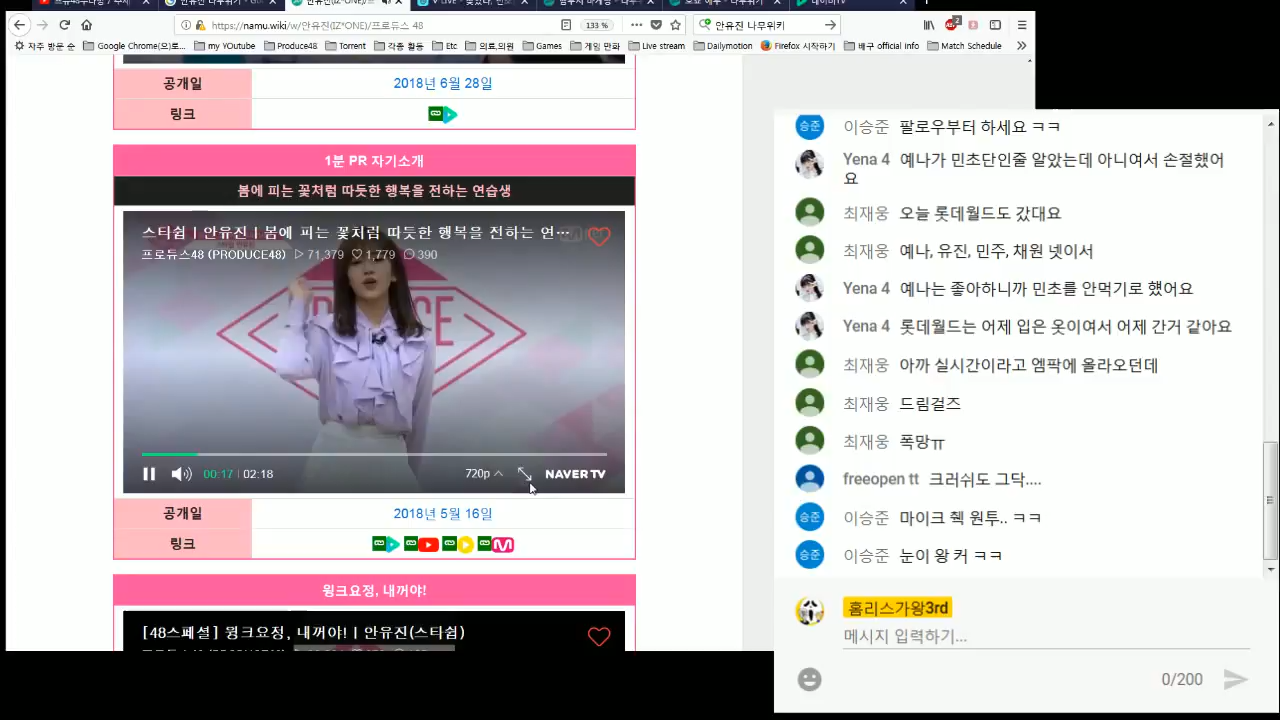 https://namu.wiki/w/안유진(IZ*ONE)/프로듀스 48
133 %
안유진 나무위키
자주 방문 순
Google Chrome(으)로...
my YouTube
Produce48
Torrent
각종 활동
Etc
의료,의원
Games
게임 만화
Live stream
Dailymotion
Firefox 시작하기
배구 official info
Match Schedule
공개일
2018년 6월 28일
링크
1분 PR 자기소개
봄에 피는 꽃처럼 따듯한 행복을 전하는 연습생
스타쉽ㅣ안유진ㅣ봄에 피는 꽃처럼 따듯한 행복을 전하는 연…
프로듀스48 (PRODUCE48) 71,379 1,779 390
00:17 | 02:18
720p
NAVER TV
공개일
2018년 5월 16일
링크
윙크요정, 내꺼야!
[48스페셜] 윙크요정, 내꺼야!ㅣ안유진(스타쉽)
승준 이승준 팔로우부터 하세요 ㅋㅋ
Yena 4 예나가 민초단인줄 알았는데 아니여서 손절했어
요
최재웅 오늘 롯데월드도 갔대요
최재웅 예나, 유진, 민주, 채원 넷이서
Yena 4 예나는 좋아하니까 민초를 안먹기로 했어요
Yena 4 롯데월드는 어제 입은 옷이여서 어제 간거 같아요
최재웅 아까 실시간이라고 엠팍에 올라오던데
최재웅 드림걸즈
최재웅 폭망ㅠ
freeopen tt 크러쉬도 그닥....
승준 이승준 마이크 췤 원투.. ㅋㅋ
승준 이승준 눈이 왕 커 ㅋㅋ
홈리스가왕3rd
메시지 입력하기...
0/200